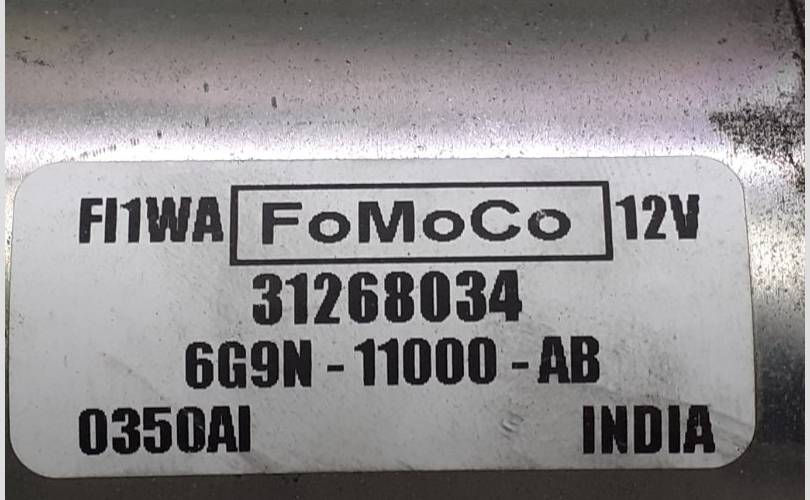 FI1WA FoMoCo 12V
31268034
6G9N - 11000 - AB
0350AI INDIA